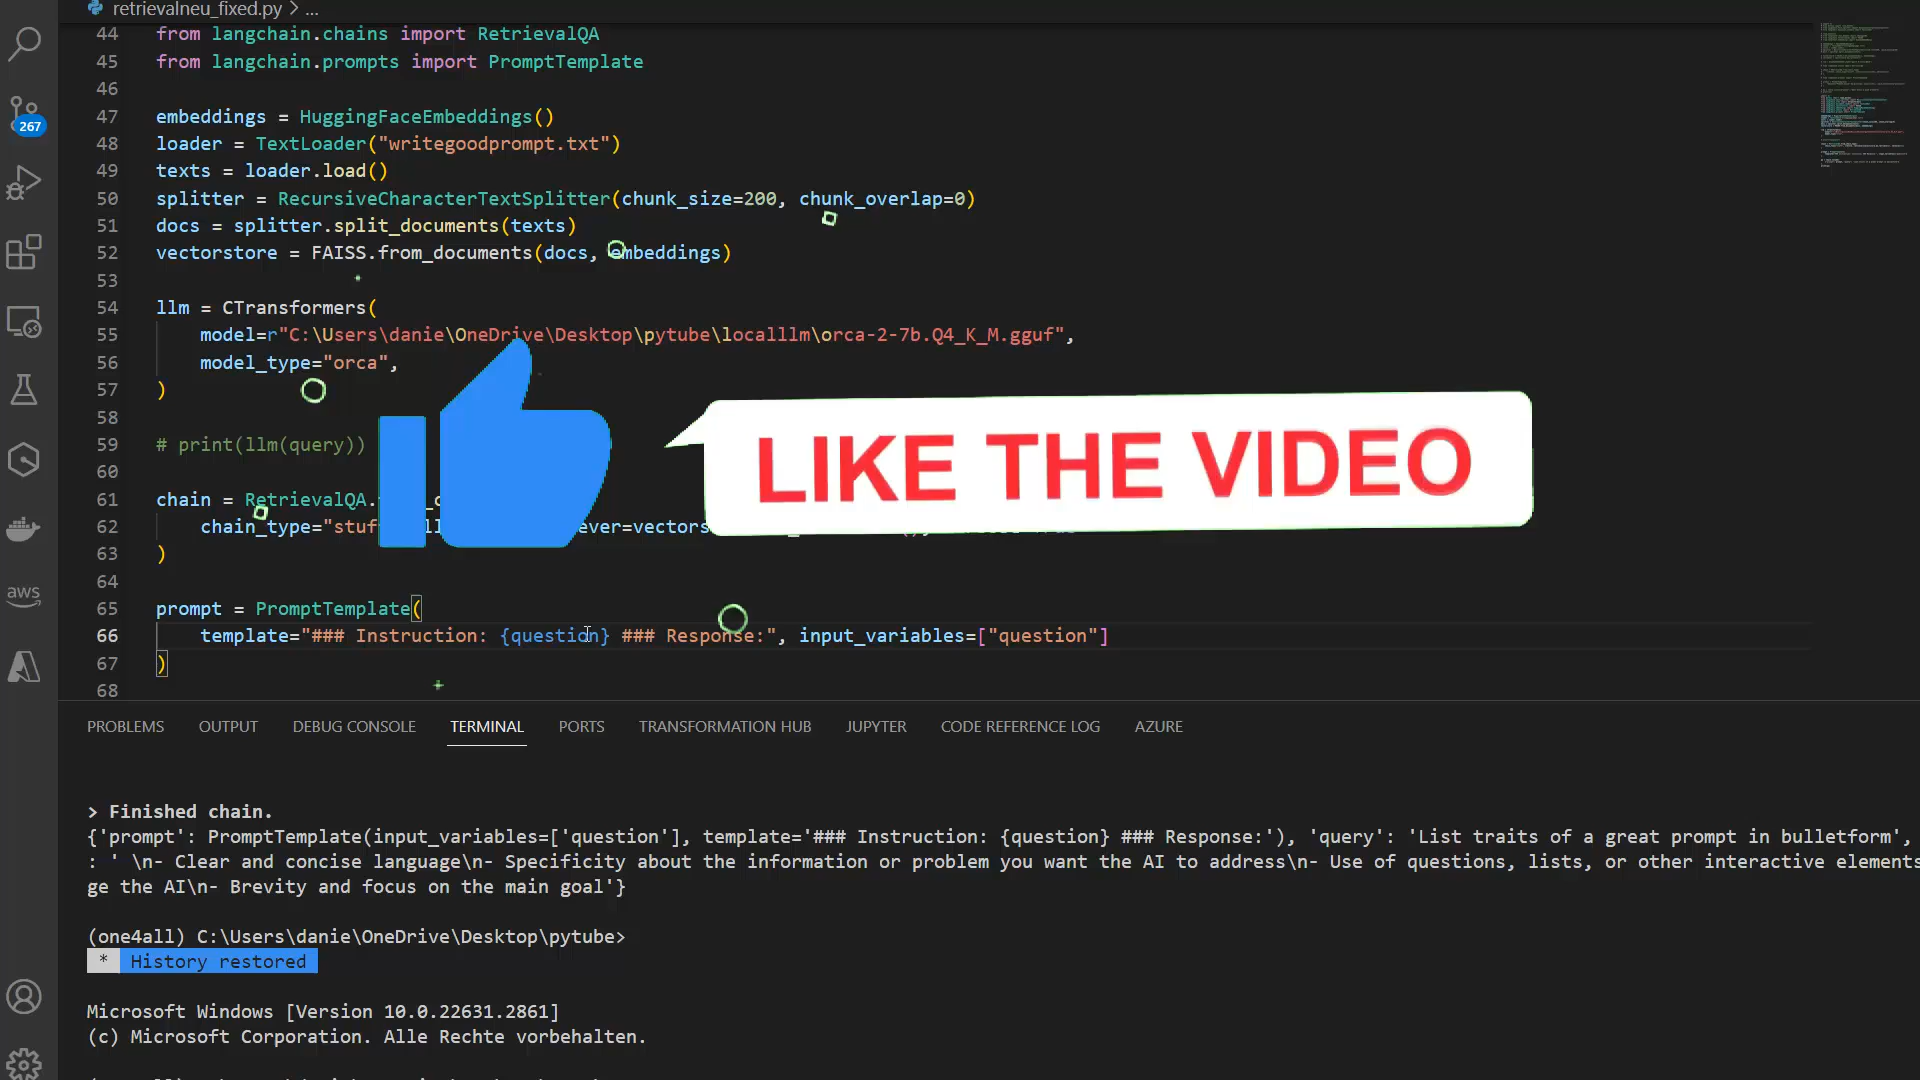 retrievalneu_fixed.py > ...
44 from langchain.chains import RetrievalQA
45 from langchain.prompts import PromptTemplate
46
47 embeddings = HuggingFaceEmbeddings()
48 loader = TextLoader("writegoodprompt.txt")
49 texts = loader.load()
50 splitter = RecursiveCharacterTextSplitter(chunk_size=200, chunk_overlap=0)
51 docs = splitter.split_documents(texts)
52 vectorstore = FAISS.from_documents(docs, embeddings)
53
54 llm = CTransformers(
55 model=r"C:\Users\danie\OneDrive\Desktop\pytube\localllm\orca-2-7b.Q4_K_M.gguf",
56 model_type="orca",
57 )
58
59 # print(llm(query))
60
61 chain = RetrievalQA.
62 chain_type="stuf
63 )
64
65 prompt = PromptTemplate(
66 template="### Instruction: {question} ### Response:", input_variables=["question"]
67 )
68
267
aws
LIKE THE VIDEO
PROBLEMS OUTPUT DEBUG CONSOLE TERMINAL PORTS TRANSFORMATION HUB JUPYTER CODE REFERENCE LOG AZURE
> Finished chain.
{'prompt': PromptTemplate(input_variables=['question'], template='### Instruction: {question} ### Response:'), 'query': 'List traits of a great prompt in bulletform',
: ' \n- Clear and concise language\n- Specificity about the information or problem you want the AI to address\n- Use of questions, lists, or other interactive elements
ge the AI\n- Brevity and focus on the main goal'}
(one4all) C:\Users\danie\OneDrive\Desktop\pytube>
* History restored
Microsoft Windows [Version 10.0.22631.2861]
(c) Microsoft Corporation. Alle Rechte vorbehalten.